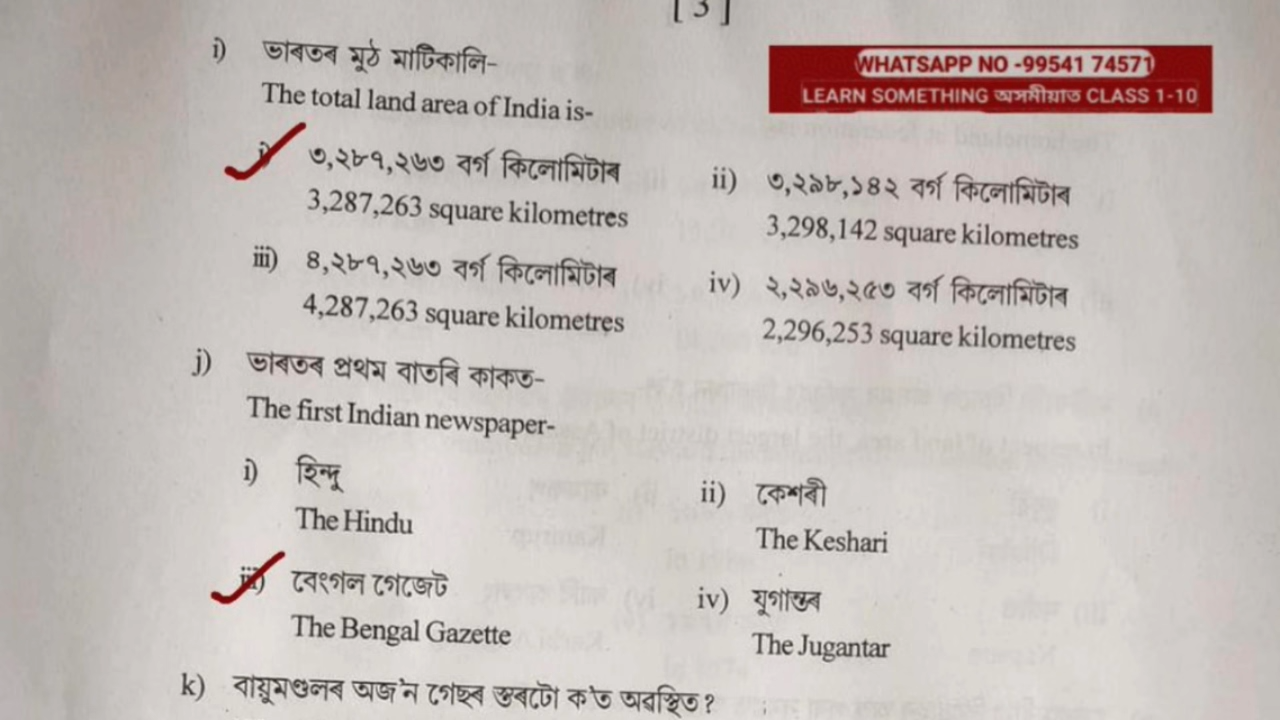 [ 3 ]
i) ভাৰতৰ মুঠ মাটিকালি–
The total land area of India is-
WHATSAPP NO -99541 74571
LEARN SOMETHING অসমীয়াত CLASS 1-10
i) ৩,২৮৭,২৬৩ বৰ্গ কিলোমিটাৰ
3,287,263 square kilometres
ii) ৩,২৯৮,১৪২ বৰ্গ কিলোমিটাৰ
3,298,142 square kilometres
iii) ৪,২৮৭,২৬৩ বৰ্গ কিলোমিটাৰ
4,287,263 square kilometres
iv) ২,২৯৬,২৫৩ বৰ্গ কিলোমিটাৰ
2,296,253 square kilometres
j) ভাৰতৰ প্ৰথম বাতৰি কাকত–
The first Indian newspaper-
i) হিন্দু
The Hindu
ii) কেশৰী
The Keshari
iii) বেংগল গেজেট
The Bengal Gazette
iv) যুগান্তৰ
The Jugantar
k) বায়ুমণ্ডলৰ অজ'ন গেছৰ স্তৰটো ক'ত অৱস্থিত?